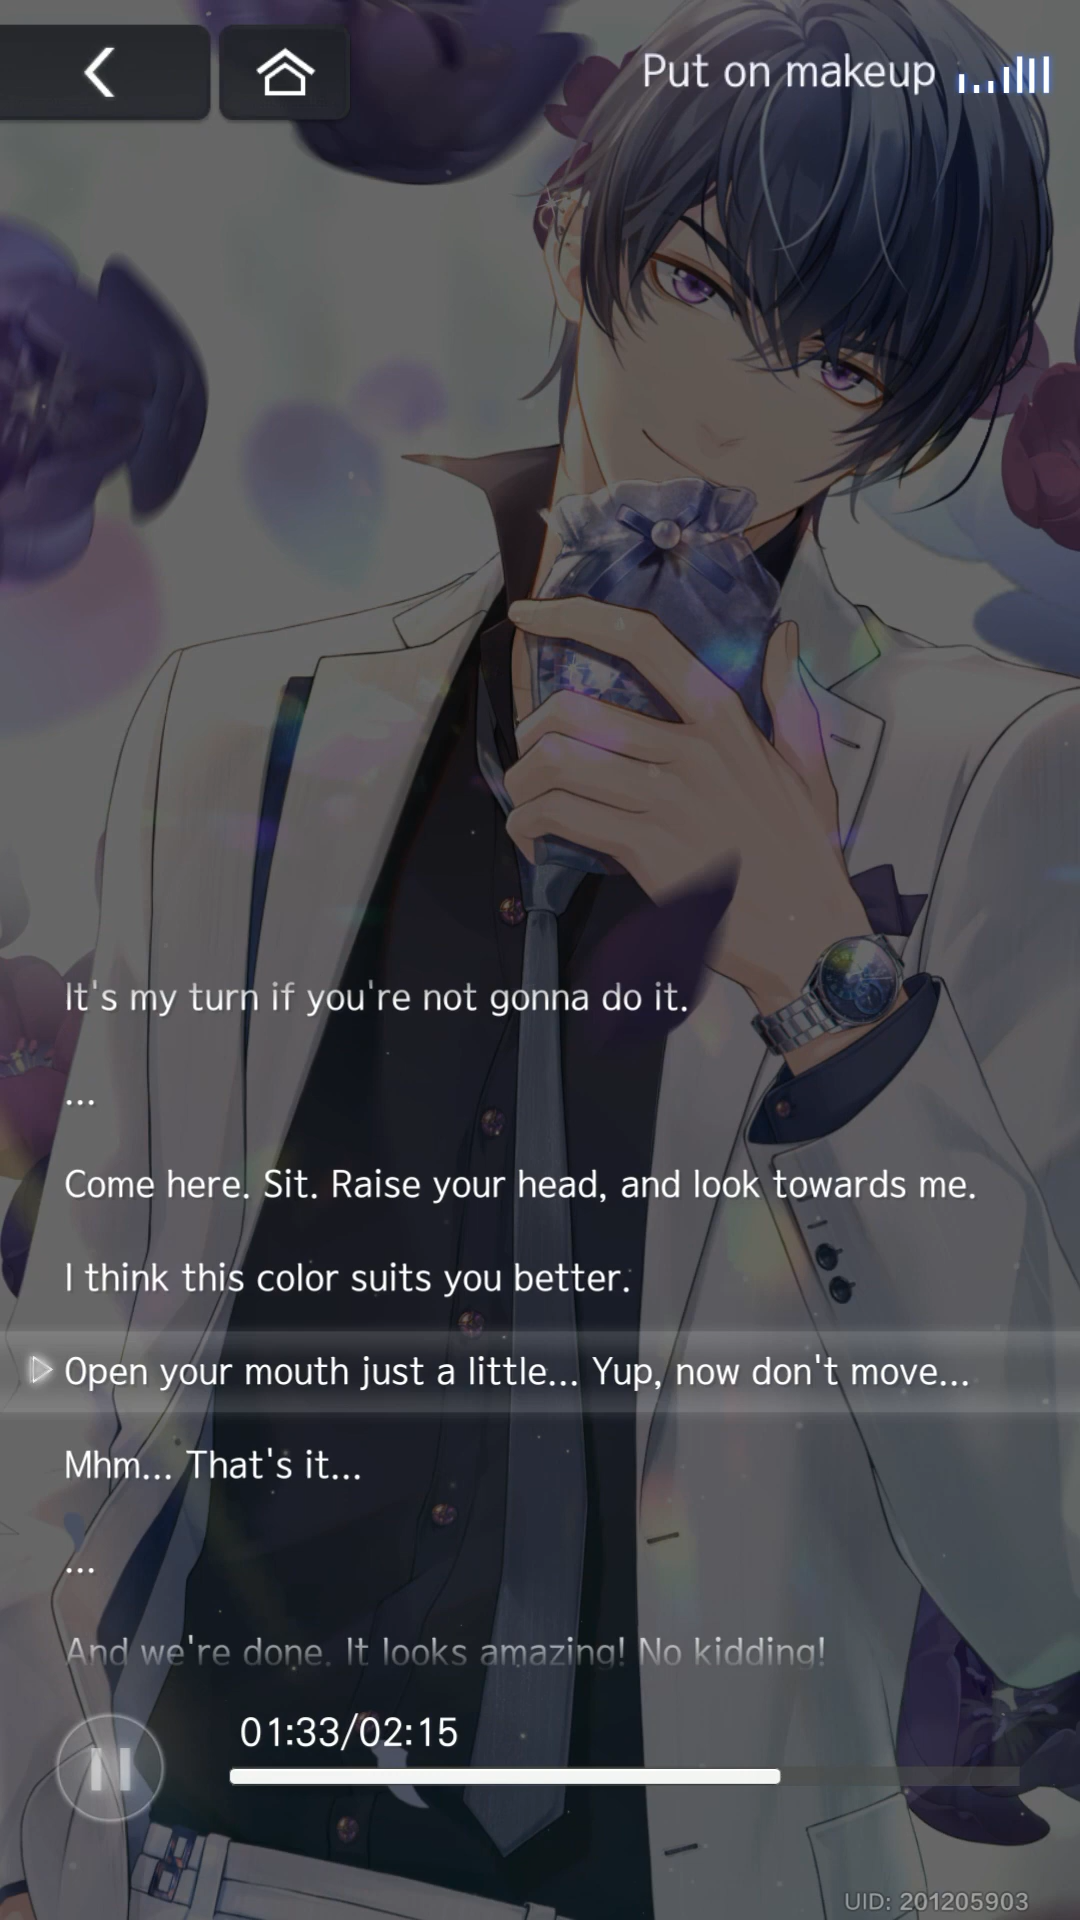 Put on makeup
It's my turn if you're not gonna do it.
...
Come here. Sit. Raise your head, and look towards me.
I think this color suits you better.
Open your mouth just a little... Yup, now don't move...
Mhm... That's it...
...
And we're done. It looks amazing! No kidding!
01:33/02:15
UID: 201205903